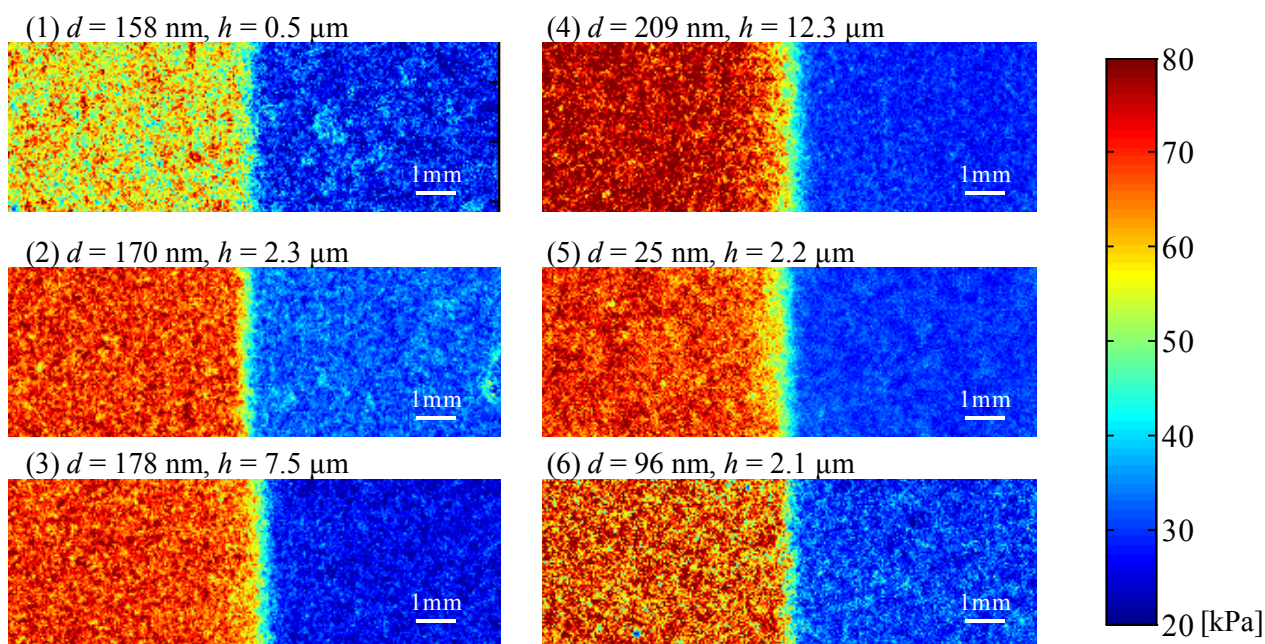 (1) d = 158 nm, h = 0.5 μm
1mm
(2) d = 170 nm, h = 2.3 μm
1mm
(3) d = 178 nm, h = 7.5 μm
1mm
(4) d = 209 nm, h = 12.3 μm
1mm
(5) d = 25 nm, h = 2.2 μm
1mm
(6) d = 96 nm, h = 2.1 μm
1mm
80
70
60
50
40
30
20 [kPa]